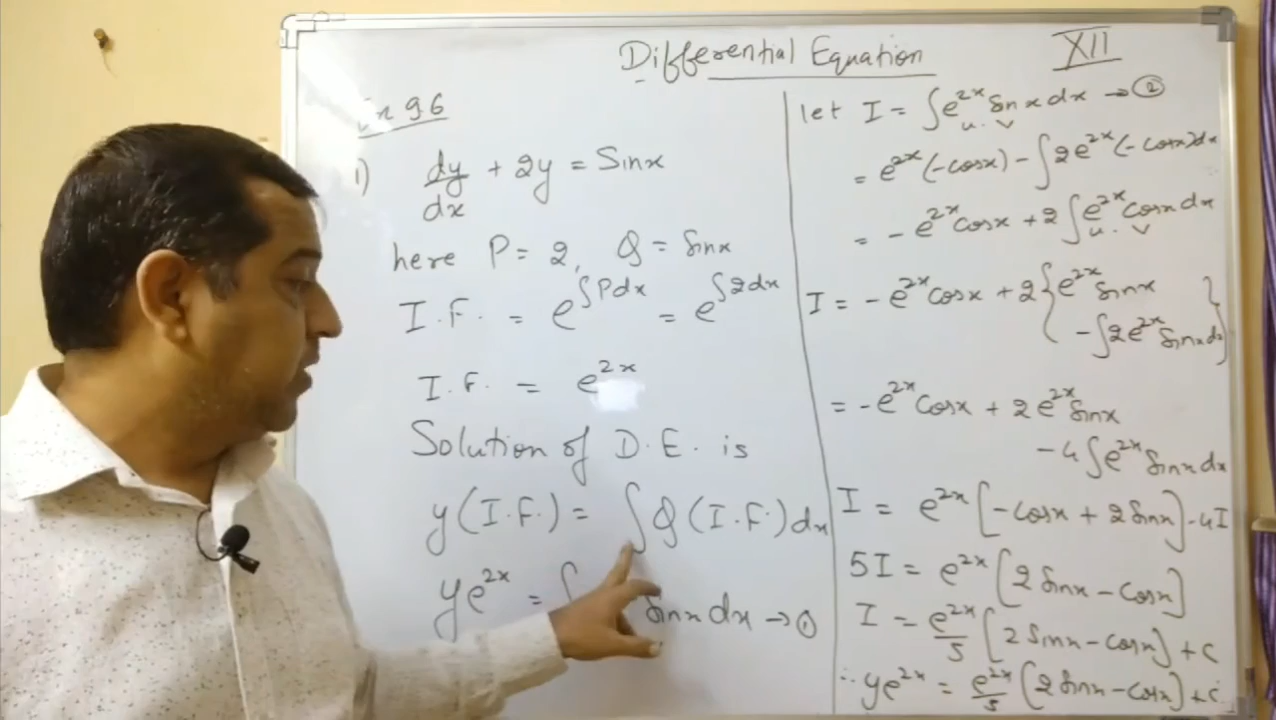 Differential Equation XII
Ex 9.6
1) dy/dx + 2y = Sinx
here P = 2, Q = Sinx
I.F. = e^∫Pdx = e^∫2dx
I.F. = e^2x
Solution of D.E. is
y(I.F.) = ∫Q(I.F.)dx
ye^2x = ∫ Sinx dx → ①
let I = ∫e^2x Sinx dx → ②
u. v
= e^2x(-cosx) - ∫2e^2x(-cosx)dx
= -e^2x cosx + 2∫e^2x cosx dx
u. v
I = -e^2x cosx + 2{e^2x Sinx
-∫2e^2x Sinx dx}
= -e^2x cosx + 2e^2x Sinx
-4∫e^2x Sinx dx
I = e^2x[-cosx + 2Sinx] - 4I
5I = e^2x[2Sinx - cosx]
I = e^2x/5 [2Sinx - cosx] + c
∴ ye^2x = e^2x/5 (2Sinx - cosx) + c